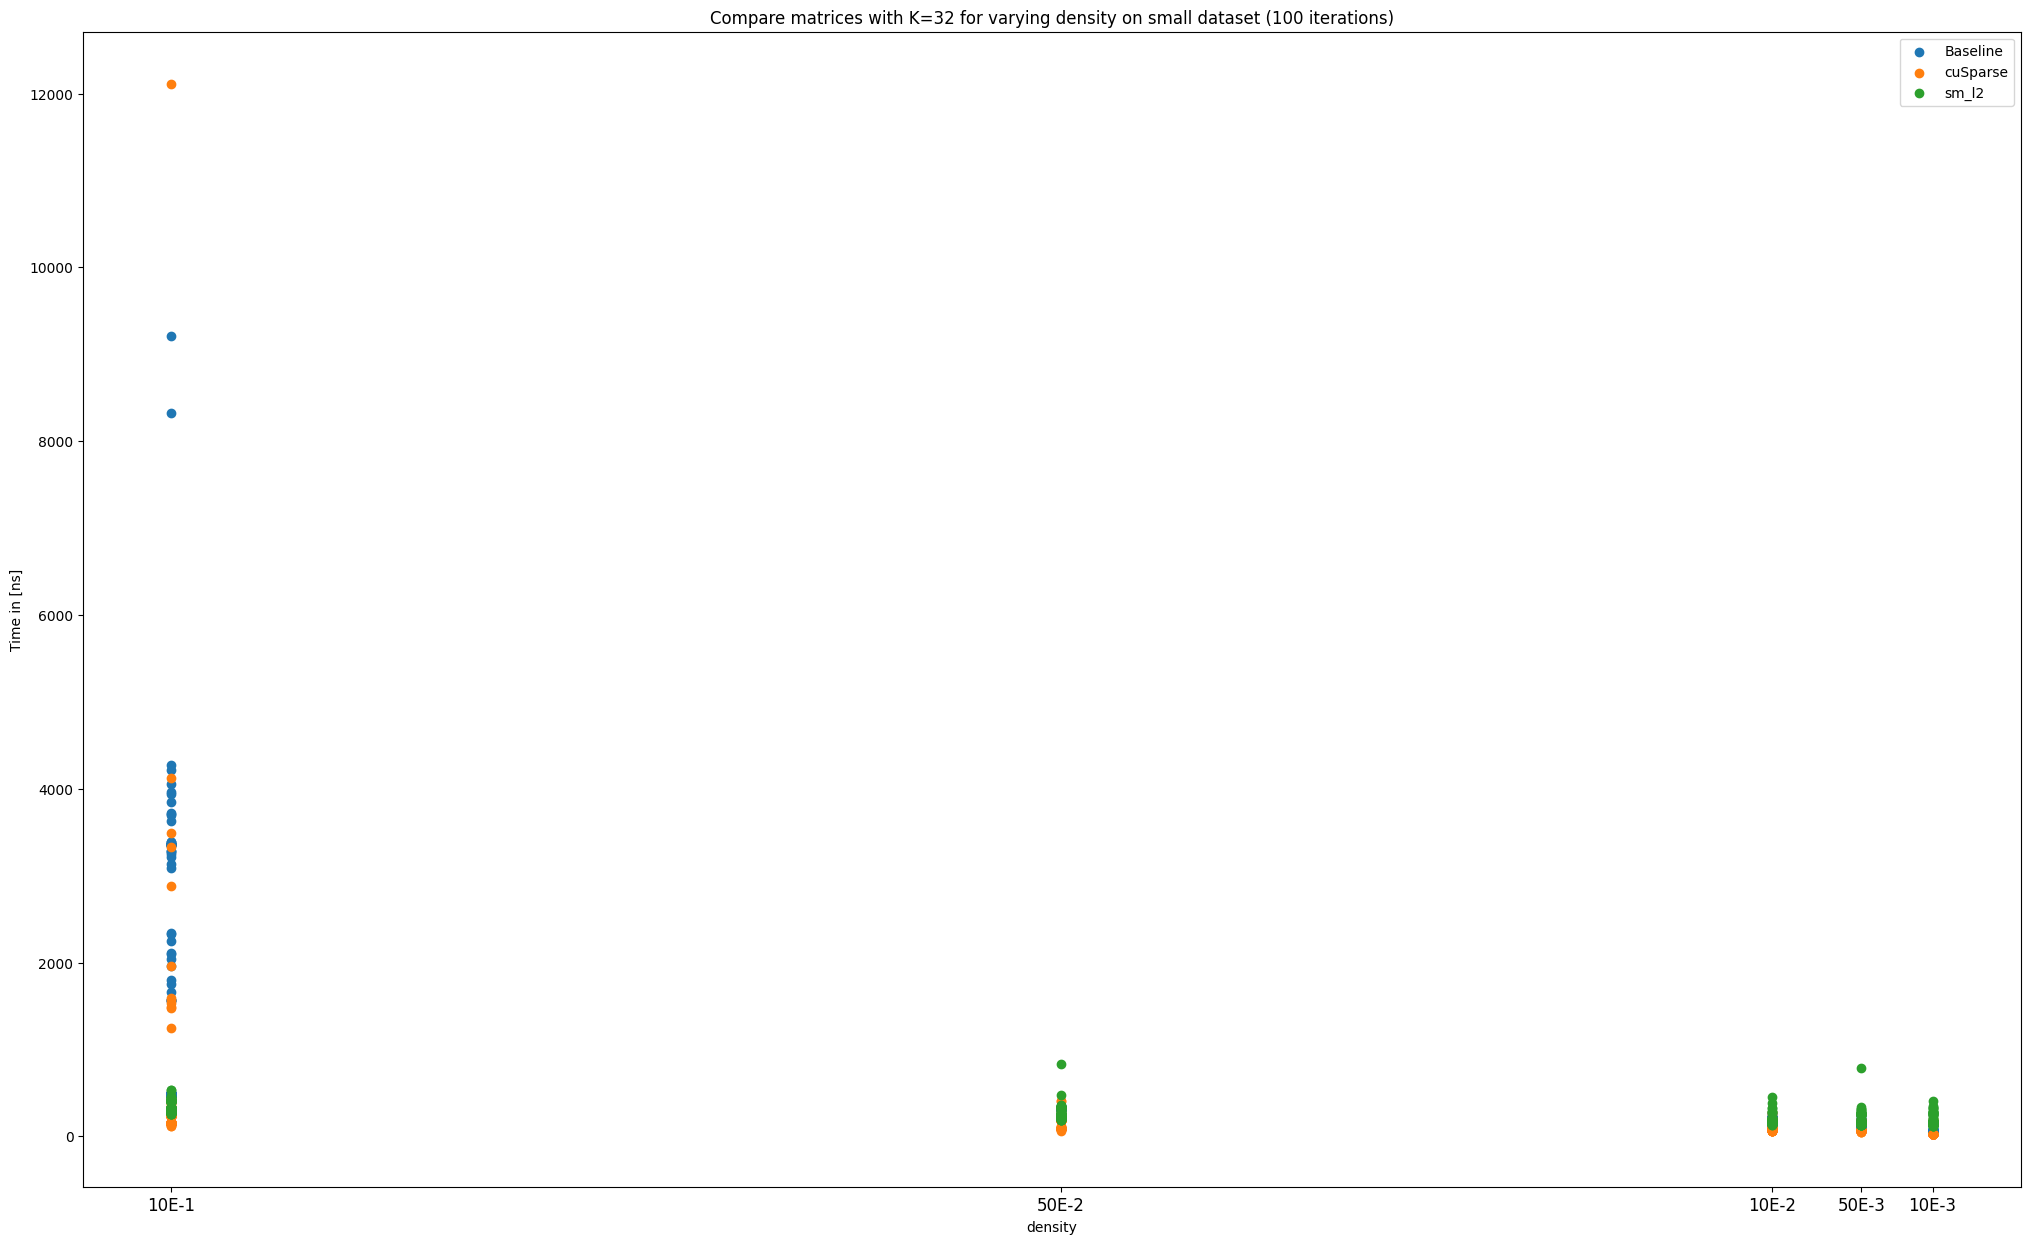 Compare matrices with K=32 for varying density on small dataset (100 iterations)
Baseline
cuSparse
sm_l2
12000
10000
8000
6000
4000
2000
0
Time in [ns]
10E-1 50E-2 10E-2 50E-3 10E-3
density